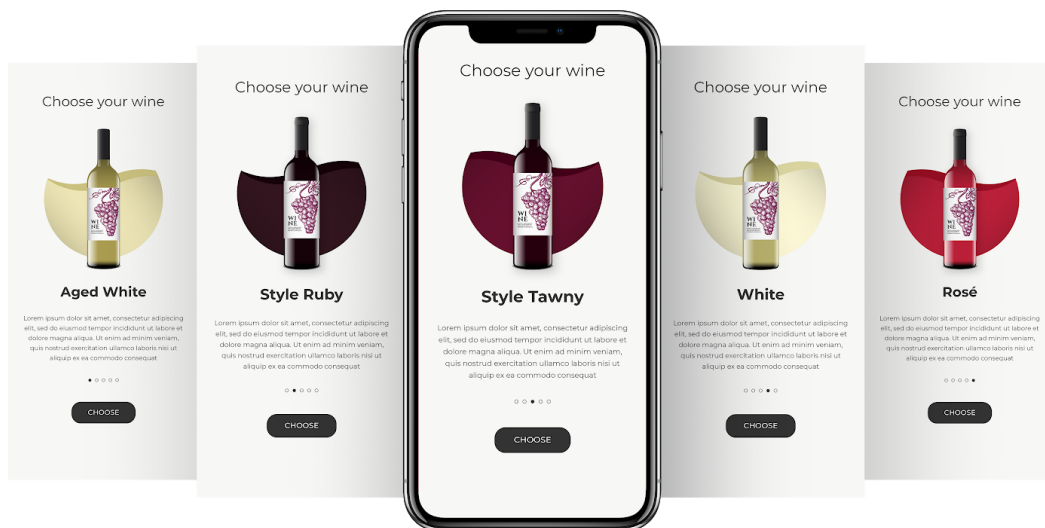 Choose your wine
WI
NE
Aged White
Lorem ipsum dolor sit amet, consectetur adipiscing
elit, sed do eiusmod tempor incididunt ut labore et
dolore magna aliqua. Ut enim ad minim veniam,
quis nostrud exercitation ullamco laboris nisi ut
aliquip ex ea commodo consequat
CHOOSE
Choose your wine
WI
NE
Style Ruby
Lorem ipsum dolor sit amet, consectetur adipiscing
elit, sed do eiusmod tempor incididunt ut labore et
dolore magna aliqua. Ut enim ad minim veniam,
quis nostrud exercitation ullamco laboris nisi ut
aliquip ex ea commodo consequat
CHOOSE
Choose your wine
WI
NE
Style Tawny
Lorem ipsum dolor sit amet, consectetur adipiscing
elit, sed do eiusmod tempor incididunt ut labore et
dolore magna aliqua. Ut enim ad minim veniam,
quis nostrud exercitation ullamco laboris nisi ut
aliquip ex ea commodo consequat
CHOOSE
Choose your wine
WI
NE
White
Lorem ipsum dolor sit amet, consectetur adipiscing
elit, sed do eiusmod tempor incididunt ut labore et
dolore magna aliqua. Ut enim ad minim veniam,
quis nostrud exercitation ullamco laboris nisi ut
aliquip ex ea commodo consequat
CHOOSE
Choose your wine
WI
NE
Rosé
Lorem ipsum dolor sit amet, consectetur adipiscing
elit, sed do eiusmod tempor incididunt ut labore et
dolore magna aliqua. Ut enim ad minim veniam,
quis nostrud exercitation ullamco laboris nisi ut
aliquip ex ea commodo consequat
CHOOSE